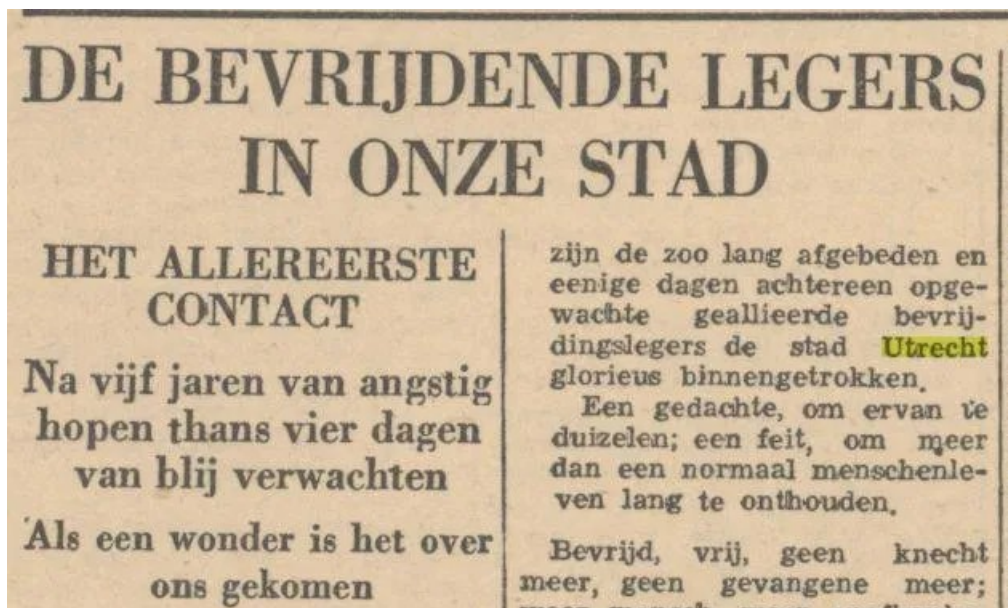 DE BEVRIJDENDE LEGERS
IN ONZE STAD
HET ALLEREERSTE
CONTACT
Na vijf jaren van angstig
hopen thans vier dagen
van blij verwachten
Als een wonder is het over
ons gekomen
zijn de zoo lang afgebeden en
eenige dagen achtereen opge-
wachte geallieerde bevrij-
dingslegers de stad Utrecht
glorieus binnengetrokken.
Een gedachte, om ervan te
duizelen; een feit, om meer
dan een normaal menschenle-
ven lang te onthouden.
Bevrijd, vrij, geen knecht
meer, geen gevangene meer;